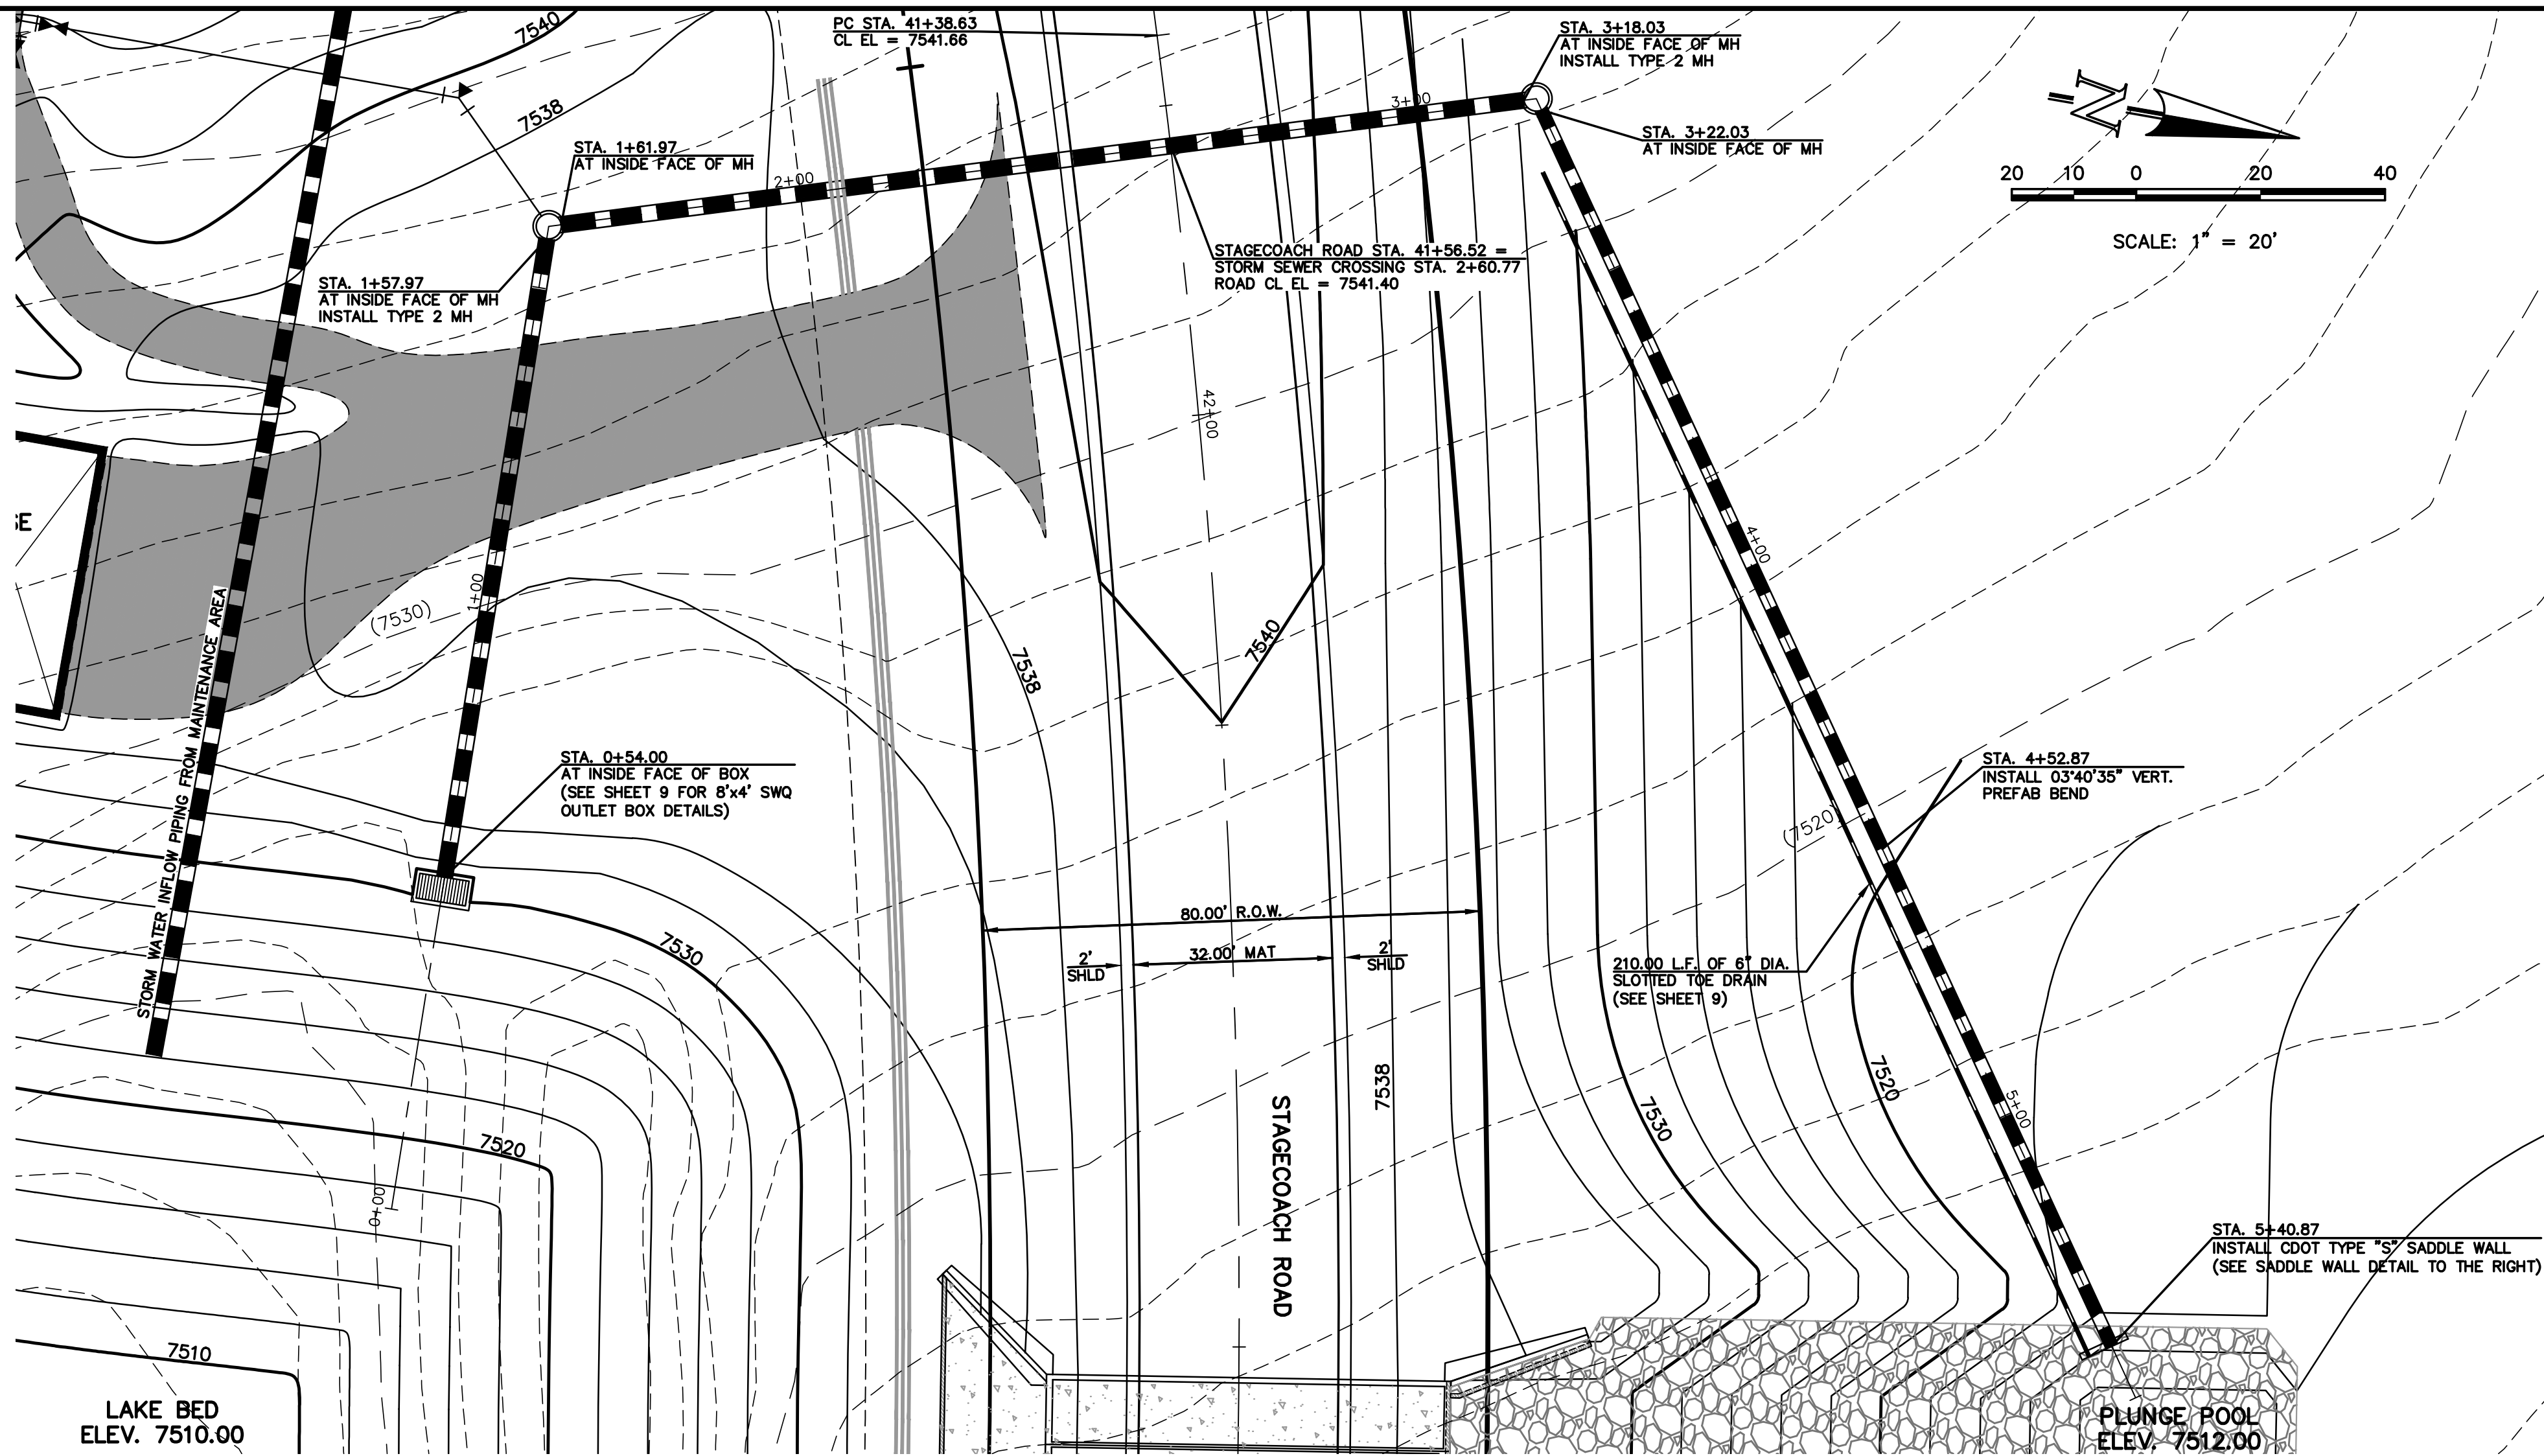 7540
PC STA. 41+38.63
CL EL = 7541.66
STA. 3+18.03
AT INSIDE FACE OF MH
INSTALL TYPE 2 MH
N
7538
3+00
STA. 3+22.03
AT INSIDE FACE OF MH
STA. 1+61.97
AT INSIDE FACE OF MH
2+00
20 10 0 20 40
SCALE: 1" = 20'
STAGECOACH ROAD STA. 41+56.52 =
STORM SEWER CROSSING STA. 2+60.77
ROAD CL EL = 7541.40
STA. 1+57.97
AT INSIDE FACE OF MH
INSTALL TYPE 2 MH
42+00
SE
4+00
1+00
(7530)
7538
7540
STORM WATER INFLOW PIPING FROM MAINTENANCE AREA
STA. 0+54.00
AT INSIDE FACE OF BOX
(SEE SHEET 9 FOR 8'x4' SWQ
OUTLET BOX DETAILS)
STA. 4+52.87
INSTALL 03°40'35" VERT.
PREFAB BEND
(7520)
80.00' R.O.W.
7530
2'
SHLD
32.00' MAT
2'
SHLD
210.00 L.F. OF 6" DIA.
SLOTTED TOE DRAIN
(SEE SHEET 9)
7538
7530
7520
5+00
7520
STAGECOACH ROAD
0+00
STA. 5+40.87
INSTALL CDOT TYPE "S" SADDLE WALL
(SEE SADDLE WALL DETAIL TO THE RIGHT)
7510
LAKE BED
ELEV. 7510.00
PLUNGE POOL
ELEV. 7512.00